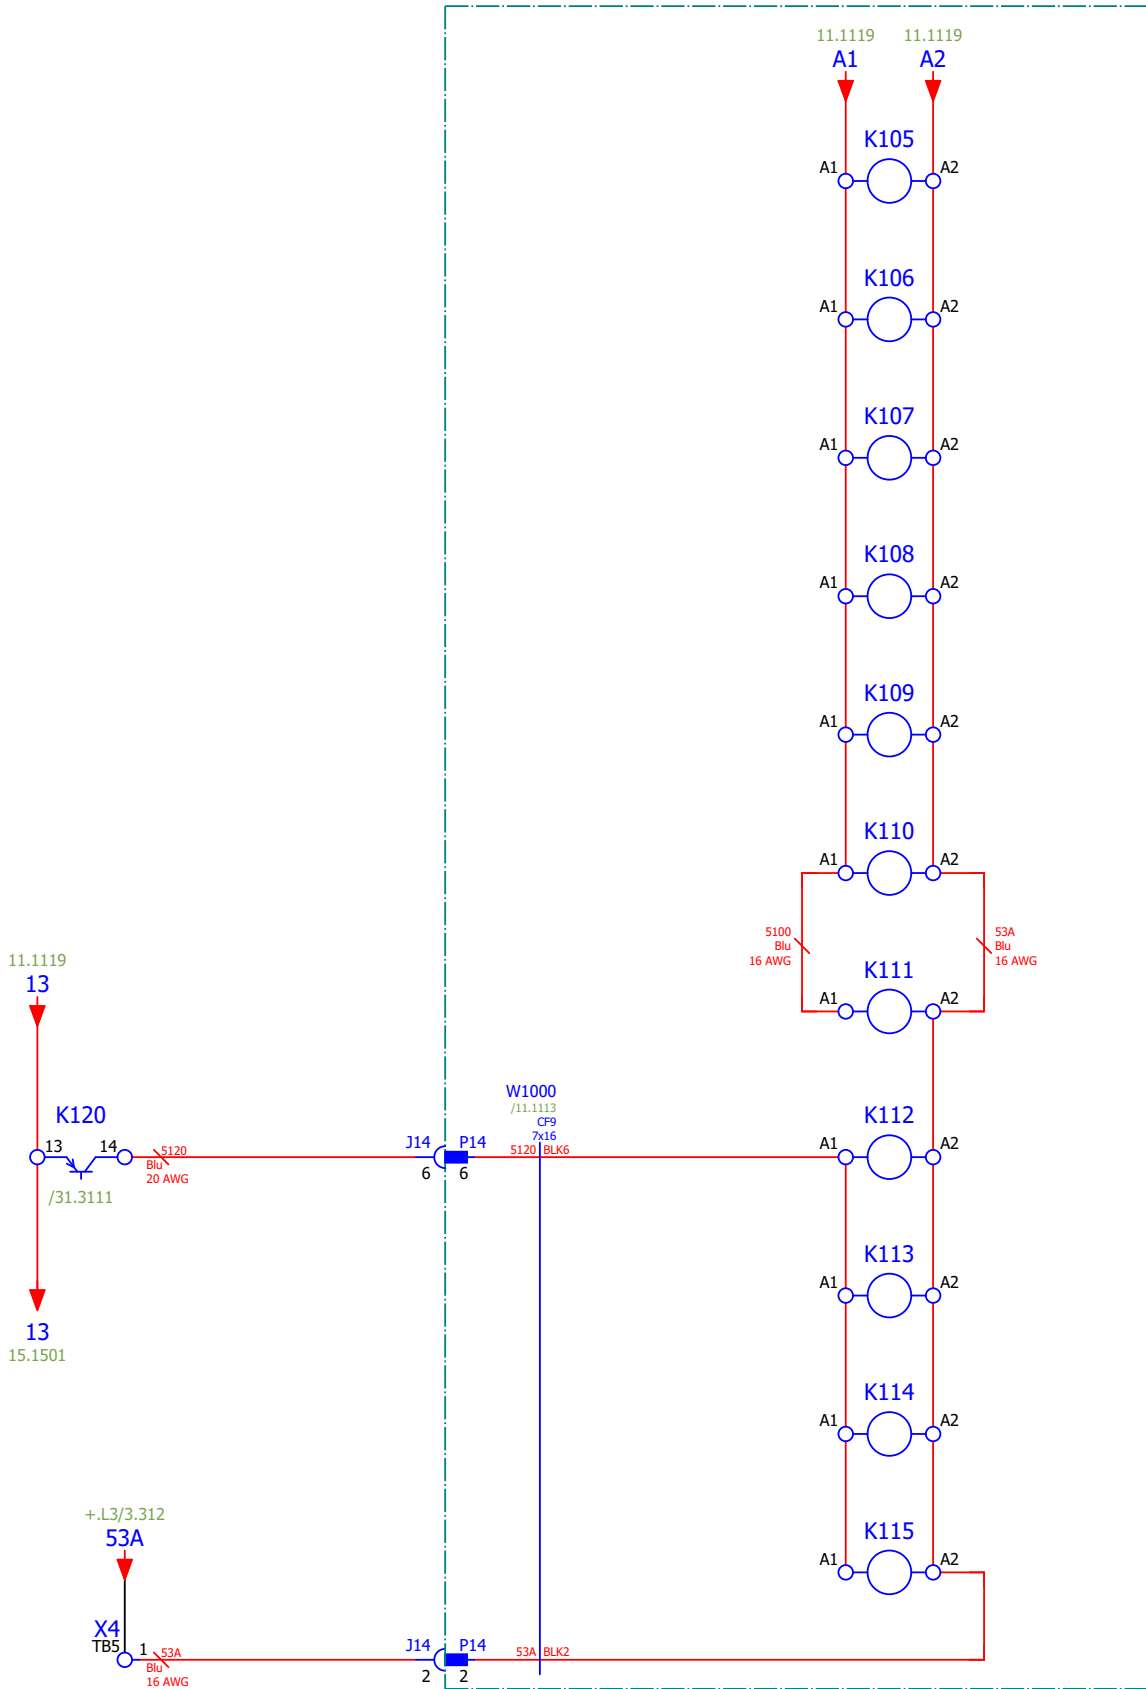 11.1119 11.1119
A1 A2
K105
A1 A2
K106
A1 A2
K107
A1 A2
K108
A1 A2
K109
A1 A2
K110
A1 A2
5100 53A
Blu Blu
16 AWG 16 AWG
11.1119
13
K111
A1 A2
W1000
/11.1113
CF9
7x16
K120
13 14
5120
Blu
20 AWG
/31.3111
J14 P14
6 6
5120 BLK6
K112
A1 A2
K113
A1 A2
13
15.1501
K114
A1 A2
+.L3/3.312
53A
K115
A1 A2
X4
TB5
1
53A
Blu
16 AWG
J14 P14
2 2
53A BLK2